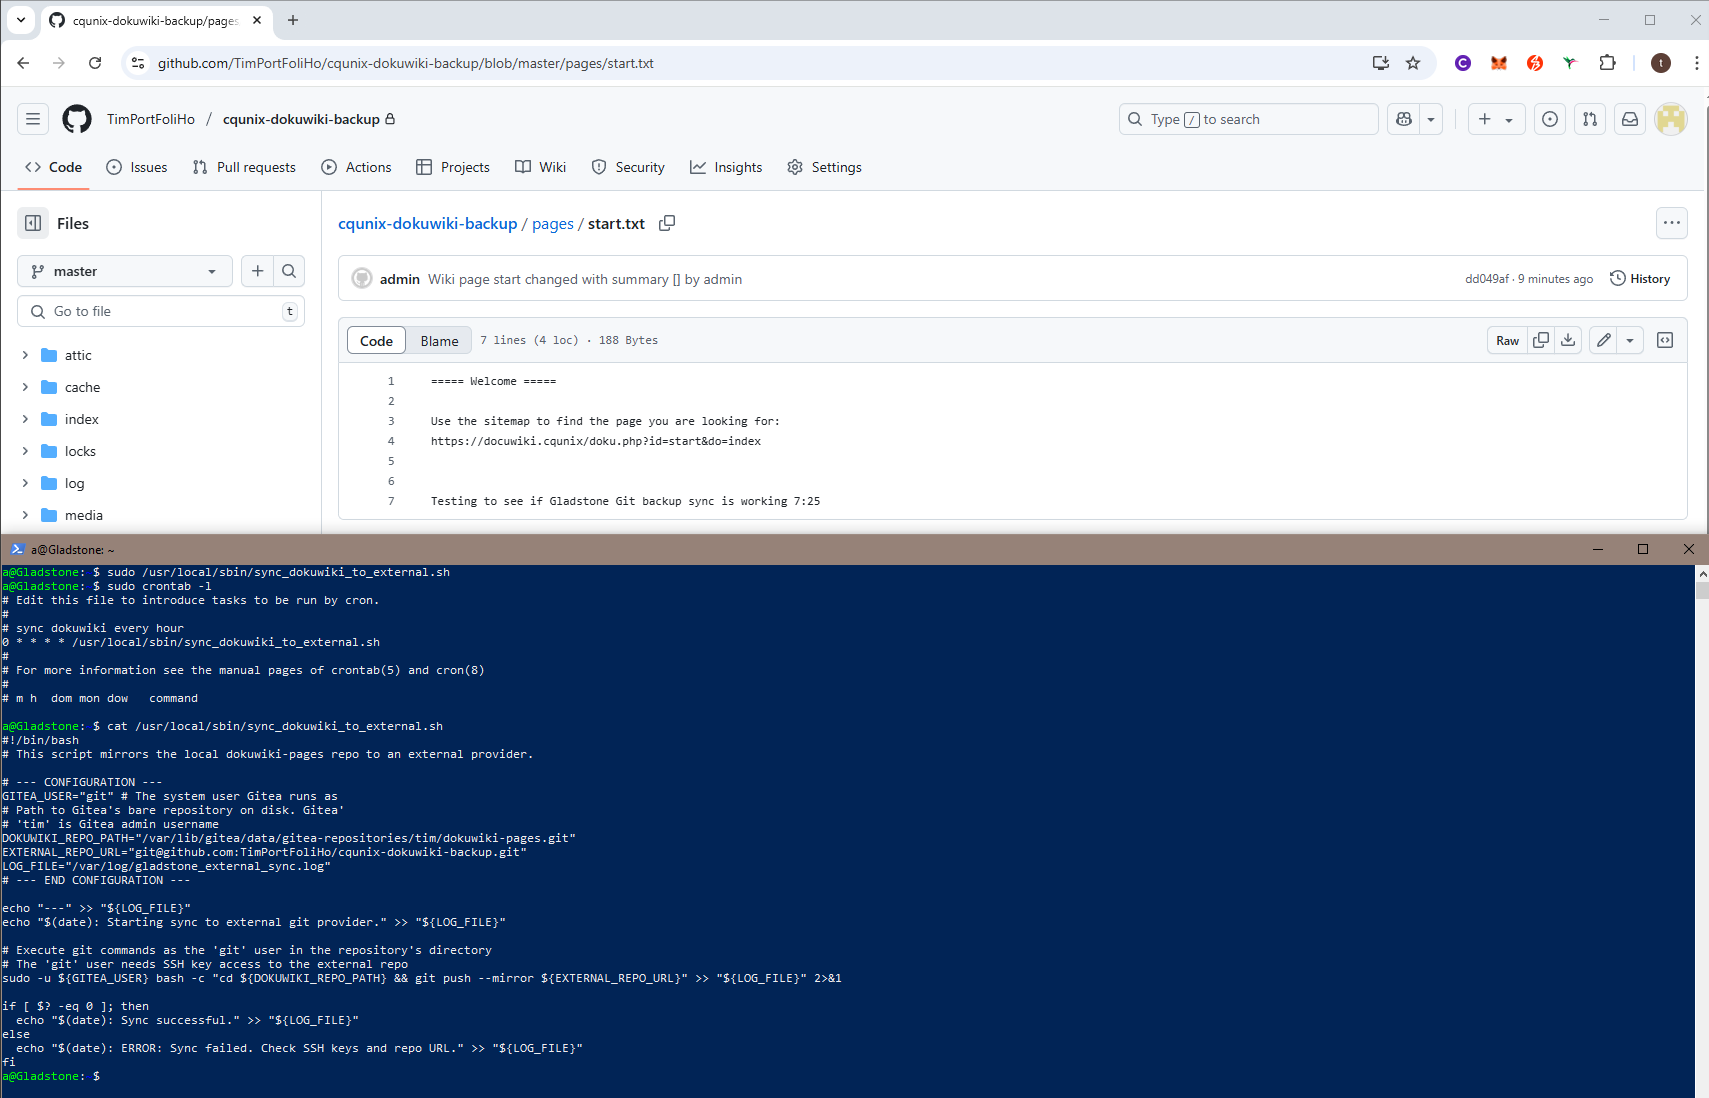 cqunix-dokuwiki-backup/pages
github.com/TimPortFoliHo/cqunix-dokuwiki-backup/blob/master/pages/start.txt
C
t
TimPortFoliHo / cqunix-dokuwiki-backup
Type / to search
Code Issues Pull requests Actions Projects Wiki Security Insights Settings
Files
master
Go to file t
attic
cache
index
locks
log
media
cqunix-dokuwiki-backup / pages / start.txt
admin Wiki page start changed with summary [] by admin dd049af · 9 minutes ago History
Code Blame 7 lines (4 loc) · 188 Bytes Raw
1 ===== Welcome =====
2
3 Use the sitemap to find the page you are looking for:
4 https://docuwiki.cqunix/doku.php?id=start&do=index
5
6
7 Testing to see if Gladstone Git backup sync is working 7:25
a@Gladstone: ~
a@Gladstone: $ sudo /usr/local/sbin/sync_dokuwiki_to_external.sh
a@Gladstone: $ sudo crontab -l
# Edit this file to introduce tasks to be run by cron.
#
# sync dokuwiki every hour
0 * * * * /usr/local/sbin/sync_dokuwiki_to_external.sh
#
# For more information see the manual pages of crontab(5) and cron(8)
#
# m h  dom mon dow   command
a@Gladstone: $ cat /usr/local/sbin/sync_dokuwiki_to_external.sh
#!/bin/bash
# This script mirrors the local dokuwiki-pages repo to an external provider.
# --- CONFIGURATION ---
GITEA_USER="git" # The system user Gitea runs as
# Path to Gitea's bare repository on disk. Gitea'
# 'tim' is Gitea admin username
DOKUWIKI_REPO_PATH="/var/lib/gitea/data/gitea-repositories/tim/dokuwiki-pages.git"
EXTERNAL_REPO_URL="git@github.com:TimPortFoliHo/cqunix-dokuwiki-backup.git"
LOG_FILE="/var/log/gladstone_external_sync.log"
# --- END CONFIGURATION ---
echo "---" >> "${LOG_FILE}"
echo "$(date): Starting sync to external git provider." >> "${LOG_FILE}"
# Execute git commands as the 'git' user in the repository's directory
# The 'git' user needs SSH key access to the external repo
sudo -u ${GITEA_USER} bash -c "cd ${DOKUWIKI_REPO_PATH} && git push --mirror ${EXTERNAL_REPO_URL}" >> "${LOG_FILE}" 2>&1
if [ $? -eq 0 ]; then
  echo "$(date): Sync successful." >> "${LOG_FILE}"
else
  echo "$(date): ERROR: Sync failed. Check SSH keys and repo URL." >> "${LOG_FILE}"
fi
a@Gladstone: $